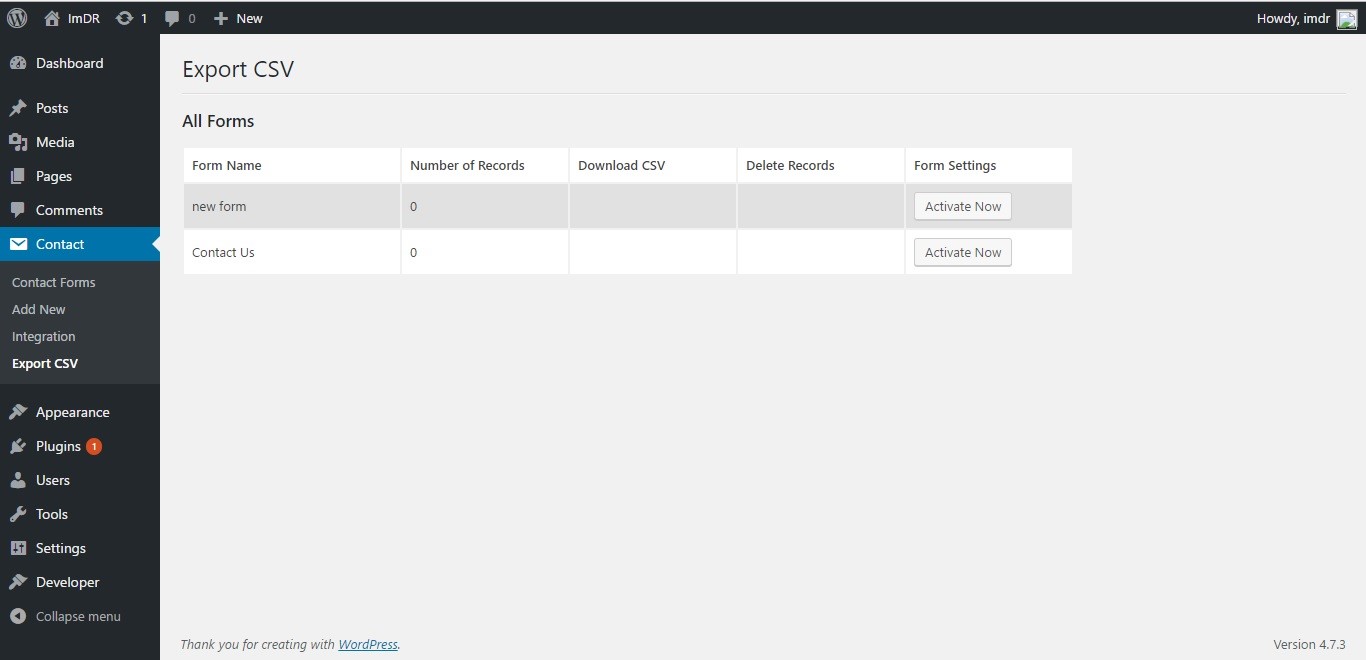 ImDR 1 0 New Howdy, imdr
Dashboard
Posts
Media
Pages
Comments
Contact
Contact Forms
Add New
Integration
Export CSV
Appearance
Plugins 1
Users
Tools
Settings
Developer
Collapse menu
Export CSV
All Forms
Form Name Number of Records Download CSV Delete Records Form Settings
new form 0 Activate Now
Contact Us 0 Activate Now
Thank you for creating with WordPress. Version 4.7.3